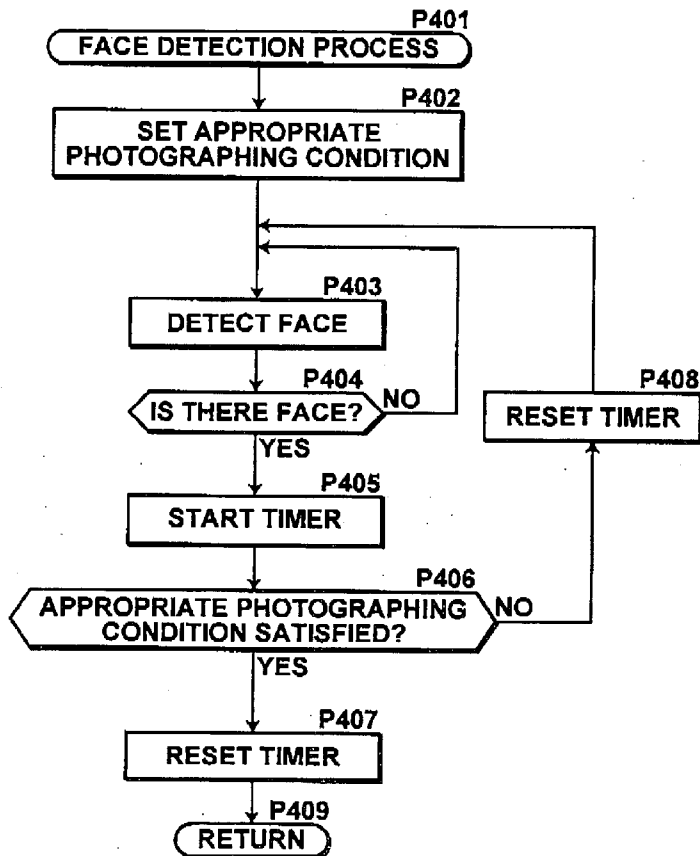 P401
FACE DETECTION PROCESS
P402
SET APPROPRIATE
PHOTOGRAPHING CONDITION
P403
DETECT FACE
P404
IS THERE FACE?
NO
YES
P408
RESET TIMER
P405
START TIMER
P406
APPROPRIATE PHOTOGRAPHING
CONDITION SATISFIED?
NO
YES
P407
RESET TIMER
P409
RETURN